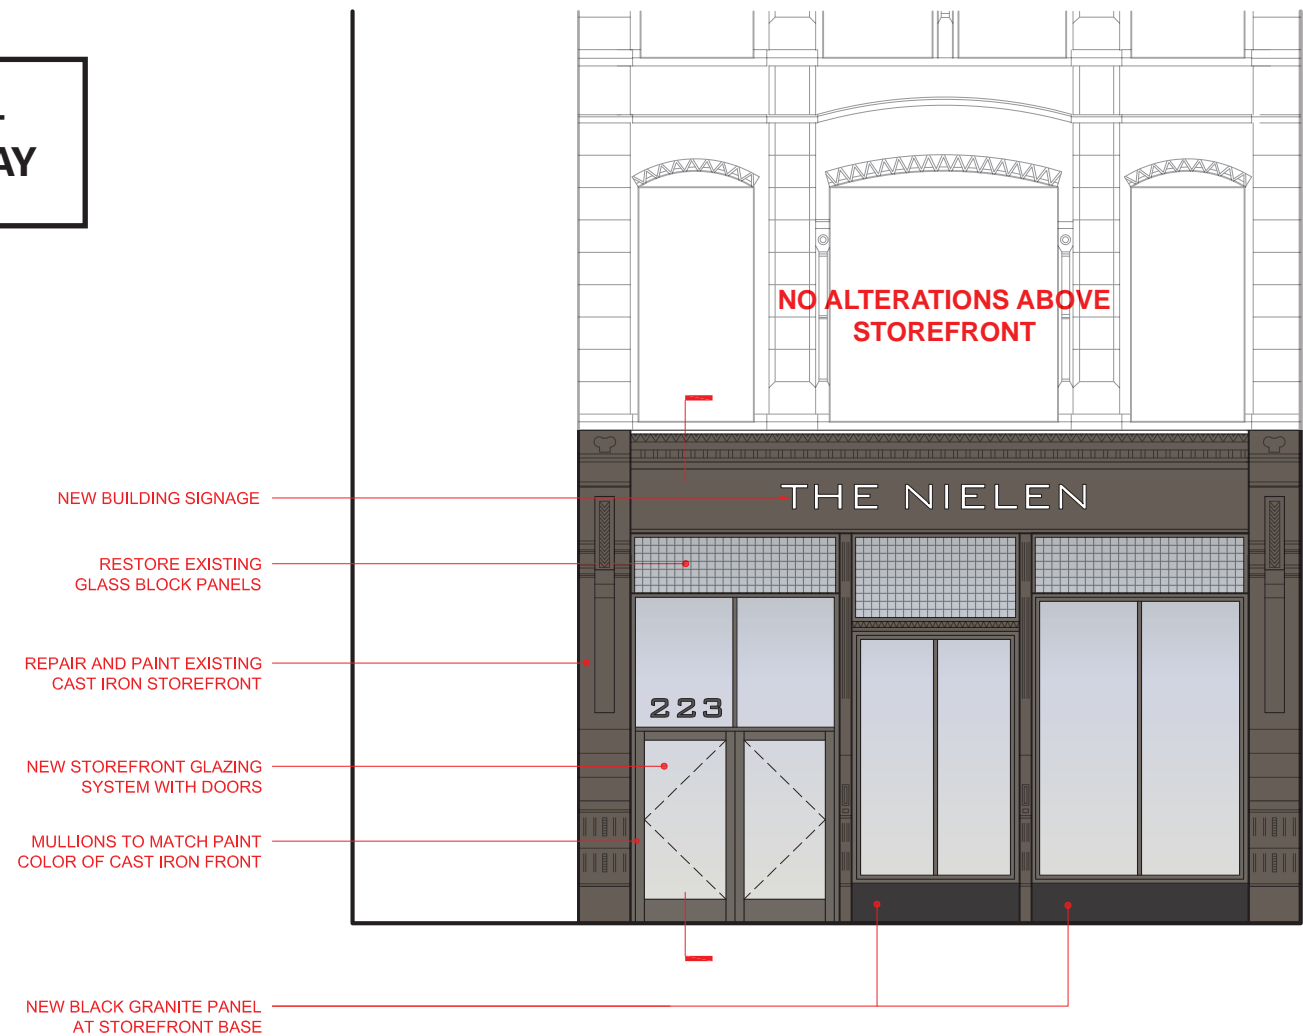 AY
NO ALTERATIONS ABOVE
STOREFRONT
NEW BUILDING SIGNAGE
THE NIELEN
RESTORE EXISTING
GLASS BLOCK PANELS
REPAIR AND PAINT EXISTING
CAST IRON STOREFRONT
223
NEW STOREFRONT GLAZING
SYSTEM WITH DOORS
MULLIONS TO MATCH PAINT
COLOR OF CAST IRON FRONT
NEW BLACK GRANITE PANEL
AT STOREFRONT BASE